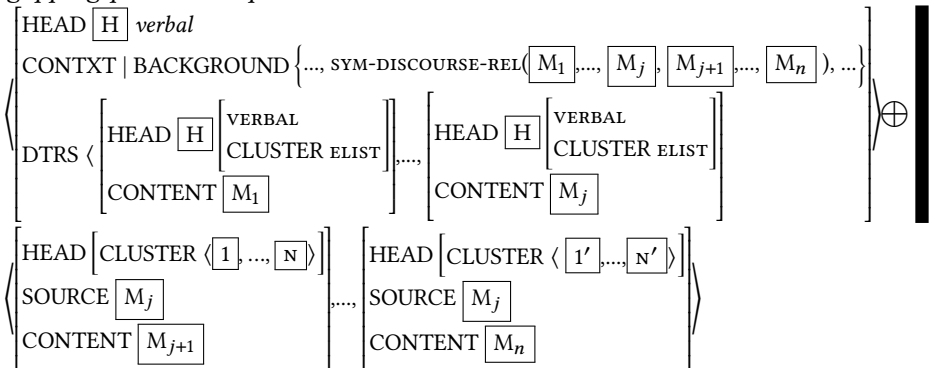 HEAD H verbal
CONTXT | BACKGROUND {..., SYM-DISCOURSE-REL( M1 ,..., Mj , Mj+1 ,..., Mn ), ...}
DTRS ⟨ [HEAD H [VERBAL CLUSTER ELIST] CONTENT M1 ] ,..., [HEAD H [VERBAL CLUSTER ELIST] CONTENT Mj ] ⟩ ⊕
⟨ [HEAD [CLUSTER ⟨ 1 , ..., N ⟩] ,..., [HEAD [CLUSTER ⟨ 1′ ,..., N′ ⟩]
SOURCE Mj SOURCE Mj
CONTENT Mj+1 CONTENT Mn ⟩